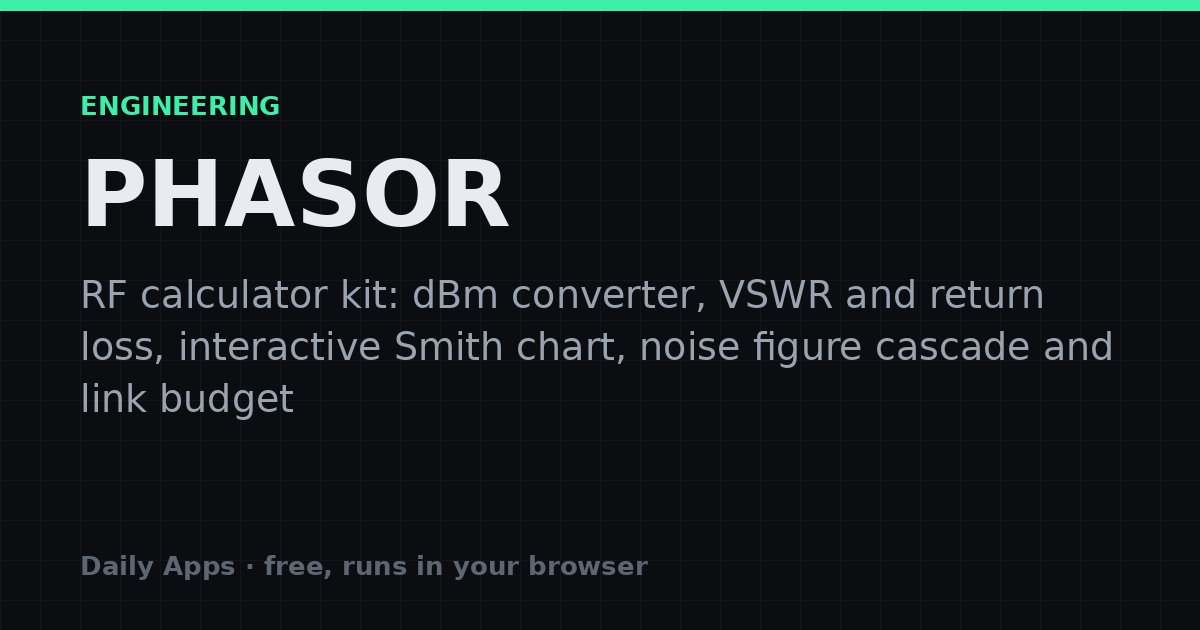 ENGINEERING
PHASOR
RF calculator kit: dBm converter, VSWR and return
loss, interactive Smith chart, noise figure cascade and
link budget
Daily Apps · free, runs in your browser